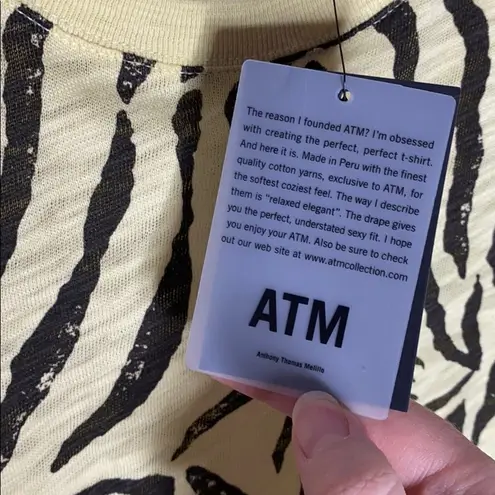 The reason I founded ATM? I'm obsessed
with creating the perfect, perfect t-shirt.
And here it is. Made in Peru with the finest
quality cotton yarns, exclusive to ATM, for
the softest coziest feel. The way I describe
them is "relaxed elegant". The drape gives
you the perfect, understated sexy fit. I hope
you enjoy your ATM. Also be sure to check
out our web site at www.atmcollection.com
ATM
Anthony Thomas Melillo